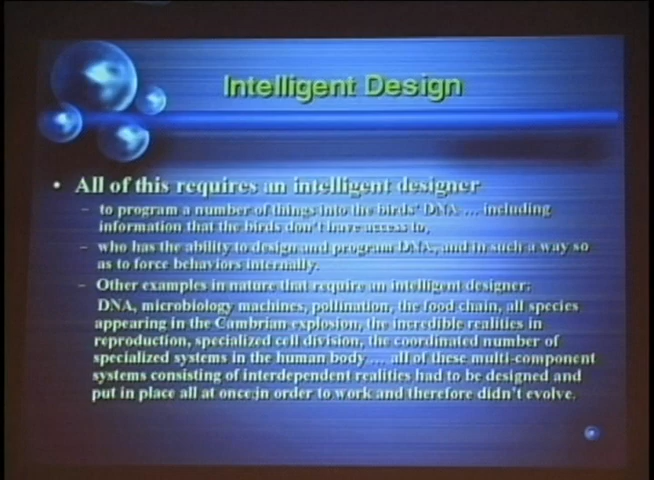 Intelligent Design
• All of this requires an intelligent designer
– to program a number of things into the birds' DNA … including
information that the birds don't have access to,
– who has the ability to design and program DNA, and in such a way so
as to force behaviors internally.
– Other examples in nature that require an intelligent designer:
DNA, microbiology machines, pollination, the food chain, all species
appearing in the Cambrian explosion, the incredible realities in
reproduction, specialized cell division, the coordinated number of
specialized systems in the human body … all of these multi-component
systems consisting of interdependent realities had to be designed and
put in place all at once in order to work and therefore didn't evolve.